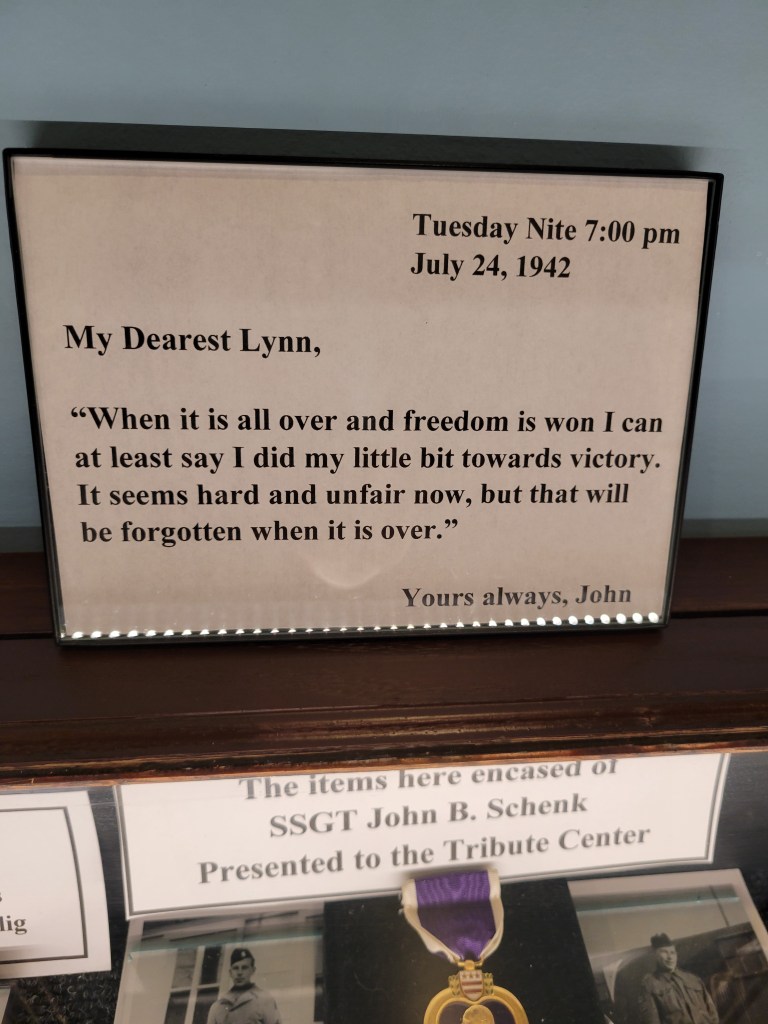 Tuesday Nite 7:00 pm
July 24, 1942
My Dearest Lynn,
“When it is all over and freedom is won I can
at least say I did my little bit towards victory.
It seems hard and unfair now, but that will
be forgotten when it is over.”
Yours always, John
The items here encased of
SSGT John B. Schenk
Presented to the Tribute Center